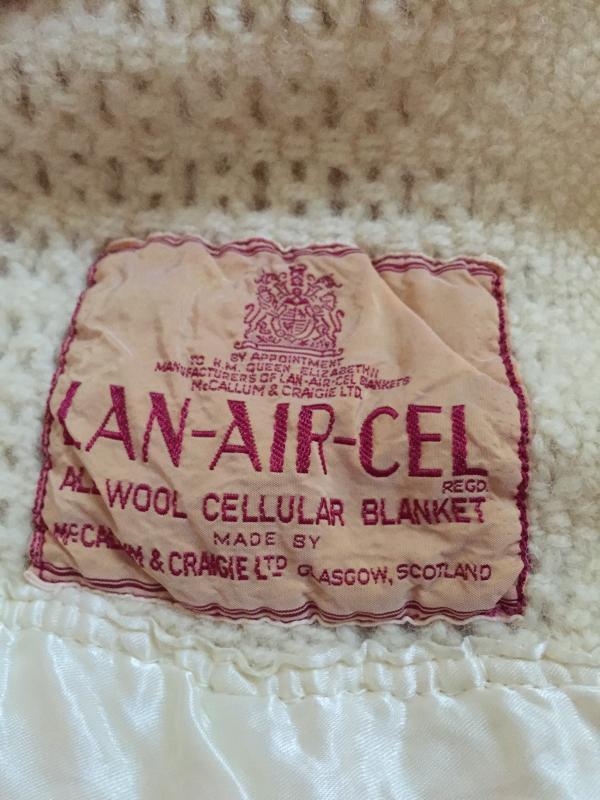 BY APPOINTMENT
TO H.M. QUEEN ELIZABETH II
MANUFACTURERS OF LAN-AIR-CEL BLANKETS
McCALLUM & CRAIGIE LTD.
LAN-AIR-CEL
REGD.
ALL WOOL CELLULAR BLANKET
MADE BY
McCALLUM & CRAIGIE LTD GLASGOW, SCOTLAND